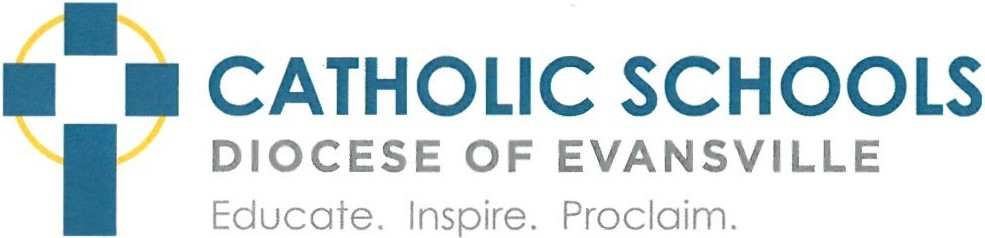 CATHOLIC SCHOOLS
DIOCESE OF EVANSVILLE
Educate. Inspire. Proclaim.